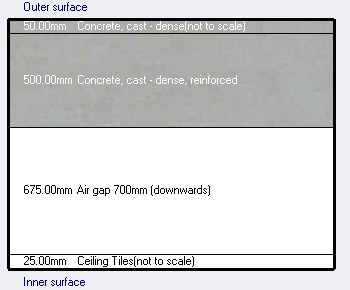 Outer surface
50.00mm Concrete, cast - dense(not to scale)
500.00mm Concrete, cast - dense, reinforced
675.00mm Air gap 700mm (downwards)
25.00mm Ceiling Tiles(not to scale)
Inner surface